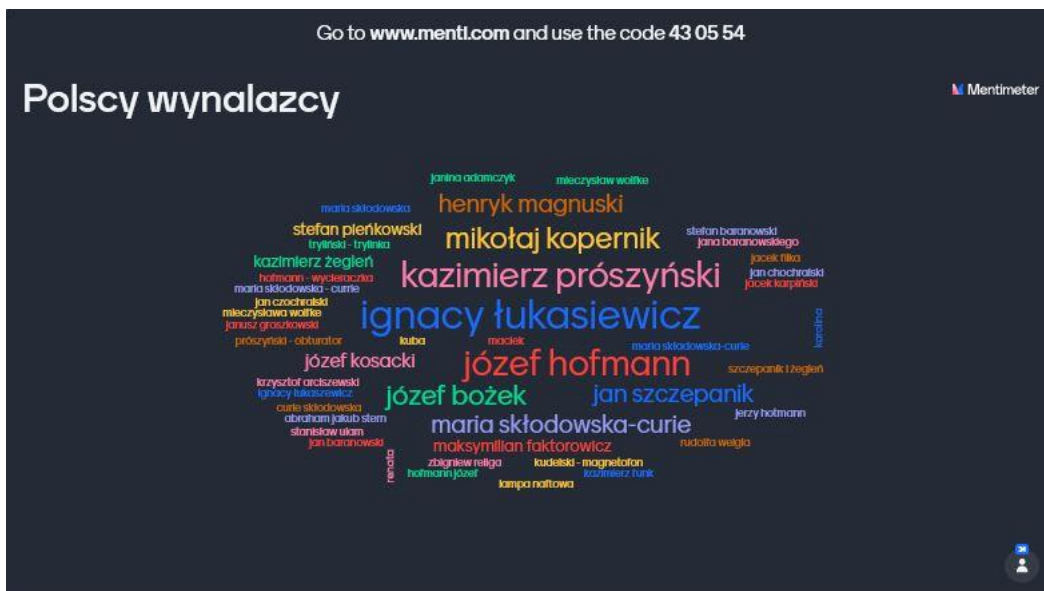 Go to www.menti.com and use the code 43 05 54
Polscy wynalazcy
Mentimeter
janina adamczyk
mieczysław wolfke
maria skłodowska
henryk magnuski
stefan pieńkowski
mikołaj kopernik
stefan baranowski
tryliński - trylinka
jana baranowskiego
kazimierz żegleń
kazimierz prószyński
jacek filka
hofmann - wycieraczka
jan chochralski
jacek karpiński
maria skłodowska - currie
jan czochralski
ignacy łukasiewicz
mieczysława wolfke
janusz groszkowski
karolina
prószyński - obturator
kuba
maciek
maria składowska-curie
józef kosacki
józef hofmann
szczepanik i żegleń
krzysztof arciszewski
ignacy łukaszewicz
józef bożek
jan szczepanik
curie skłodowska
abraham jakub stern
maria skłodowska-curie
jerzy hofmann
stanisław ulam
jan baranowski
maksymilian faktorowicz
rudolfa weigla
renata
zbigniew religa
kudelski - magnetofon
hofmann józef
kazimierz funk
lampa naftowa